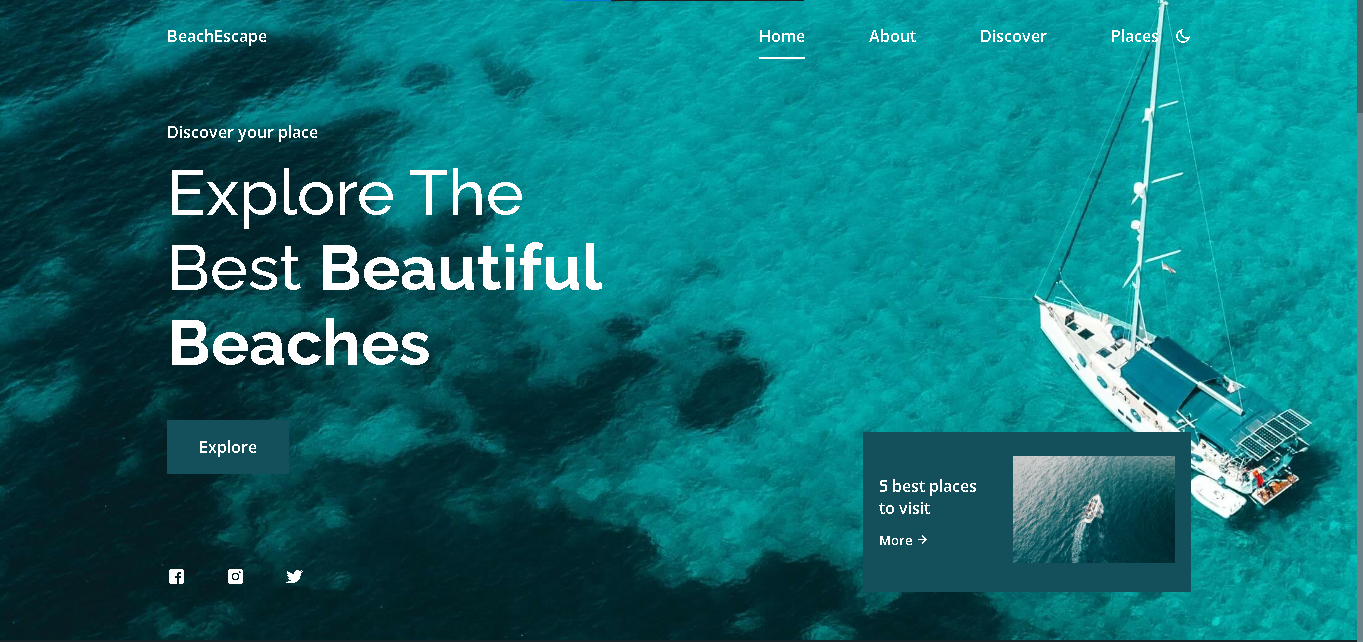 BeachEscape
Home About Discover Places
Discover your place
Explore The
Best Beautiful
Beaches
Explore
5 best places
to visit
More →